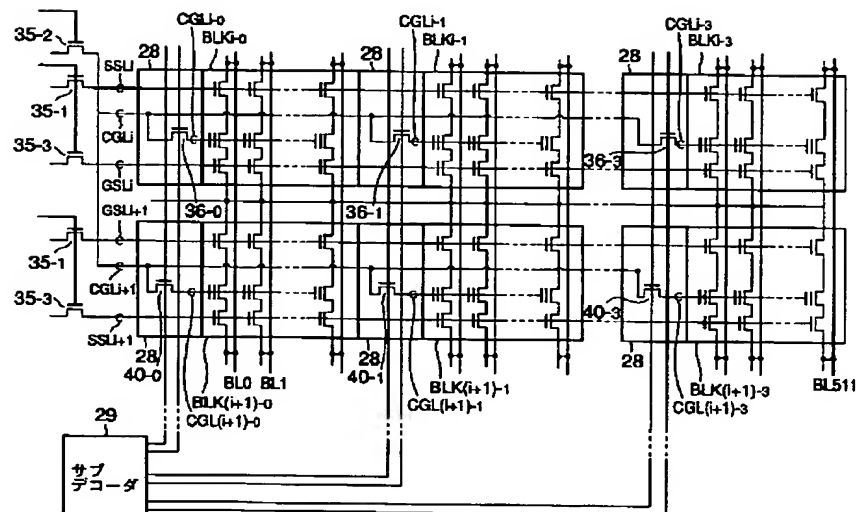 CGLi-0
CGLi-1
CGLi-3
35-2
28
BLKi-0
28
BLKi-1
28
BLKi-3
SSLi
35-1
CGLi
35-3
GSLi
36-0
36-1
36-3
GSLi+1
35-1
CGLi+1
35-3
SSLi+1
40-3
28
28
28
40-0
BL0
BL1
40-1
BL511
BLK(i+1)-0
BLK(i+1)-1
BLK(i+1)-3
CGL(i+1)-0
CGL(i+1)-1
CGL(i+1)-3
29
サブ
デコーダ